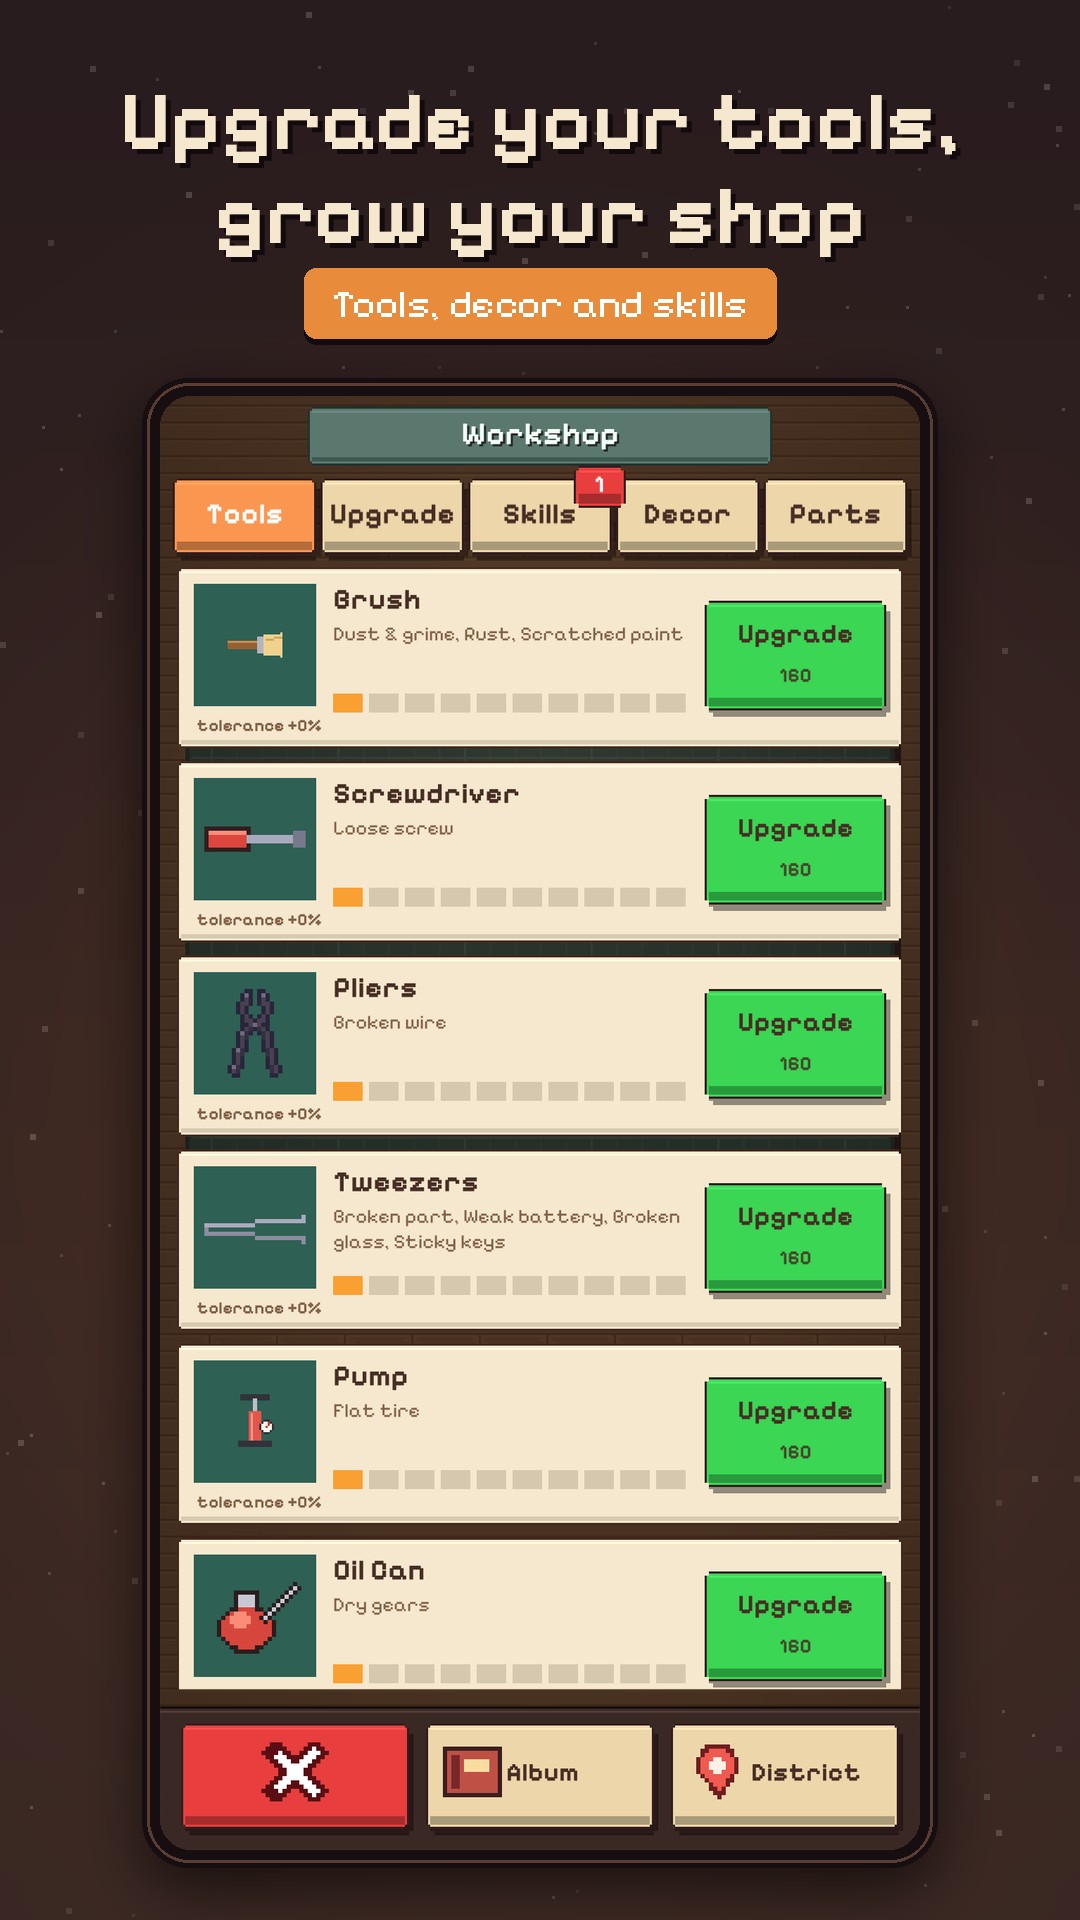 Upgrade your tools,
grow your shop
Tools, decor and skills
Workshop
1
Tools
Upgrade
Skills
Decor
Parts
Brush
Dust & grime, Rust, Scratched paint
Upgrade
160
tolerance +0%
Screwdriver
Loose screw
Upgrade
160
tolerance +0%
Pliers
Broken wire
Upgrade
160
tolerance +0%
Tweezers
Broken part, Weak battery, Broken
glass, Sticky keys
Upgrade
160
tolerance +0%
Pump
Flat tire
Upgrade
160
tolerance +0%
Oil Can
Dry gears
Upgrade
160
Album
District